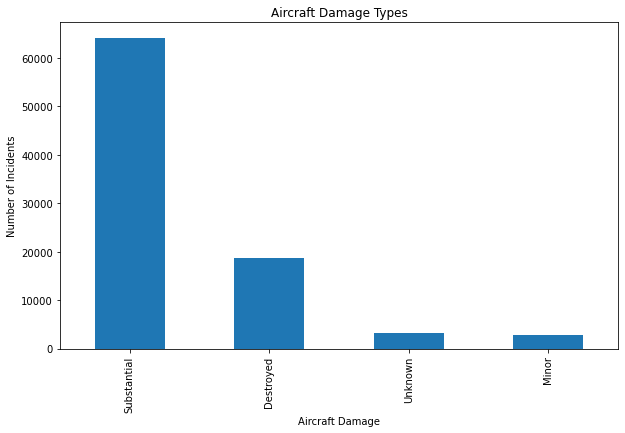 Aircraft Damage Types
Number of Incidents
60000
50000
40000
30000
20000
10000
0
Substantial
Destroyed
Unknown
Minor
Aircraft Damage